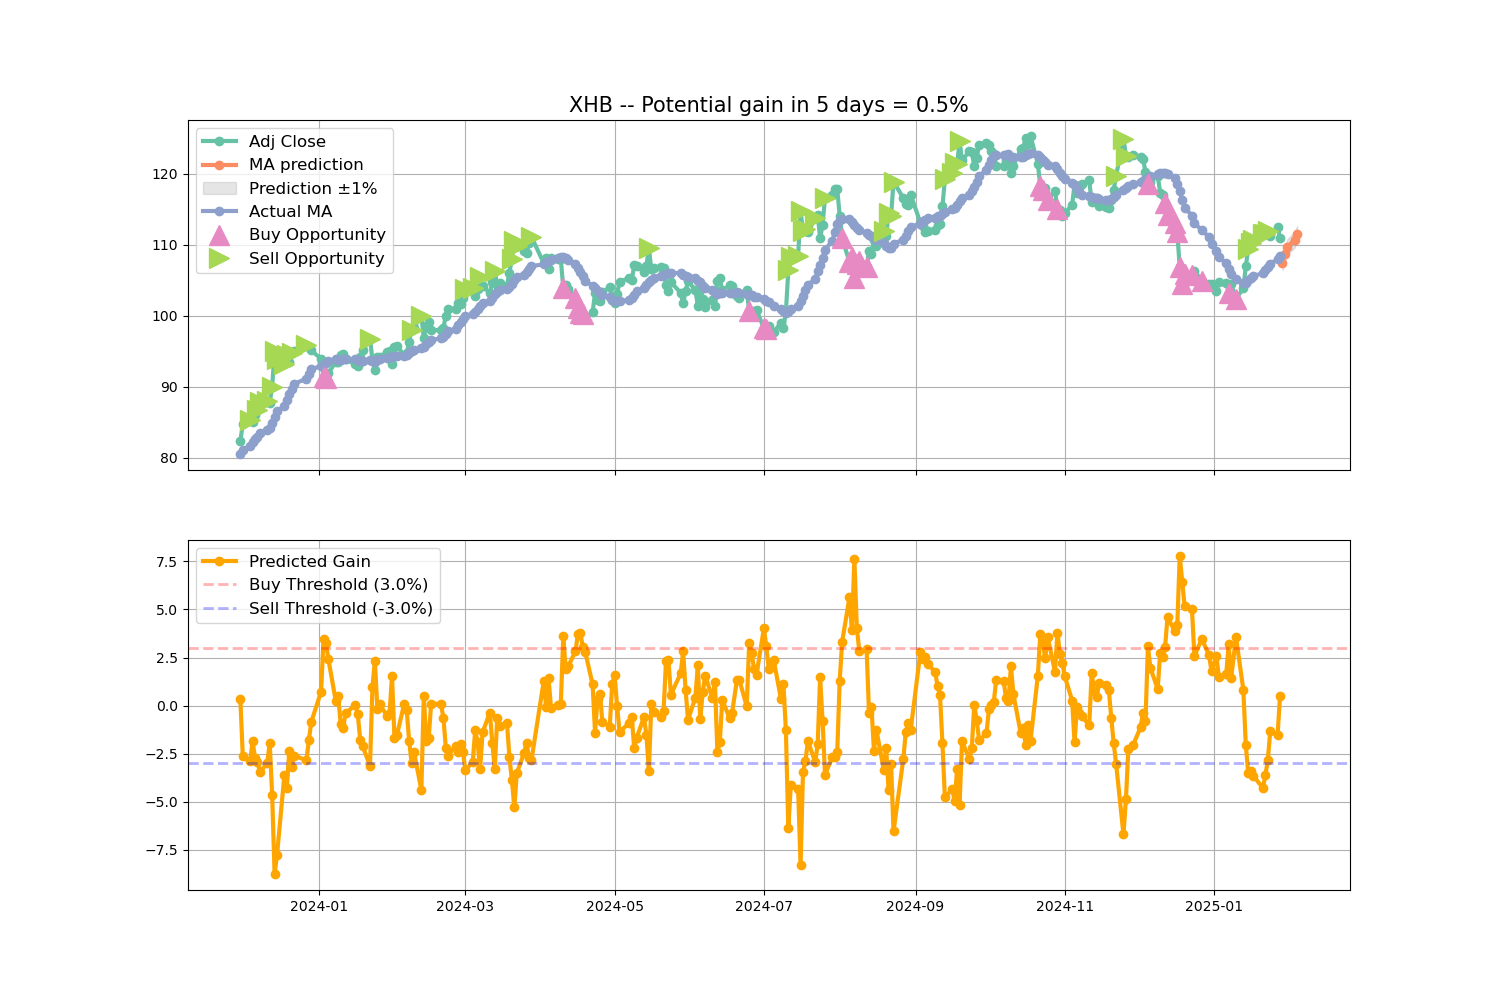 XHB -- Potential gain in 5 days = 0.5%
Adj Close
MA prediction
Prediction ±1%
Actual MA
Buy Opportunity
Sell Opportunity
120
110
100
90
80
Predicted Gain
Buy Threshold (3.0%)
Sell Threshold (-3.0%)
7.5
5.0
2.5
0.0
−2.5
−5.0
−7.5
2024-01 2024-03 2024-05 2024-07 2024-09 2024-11 2025-01